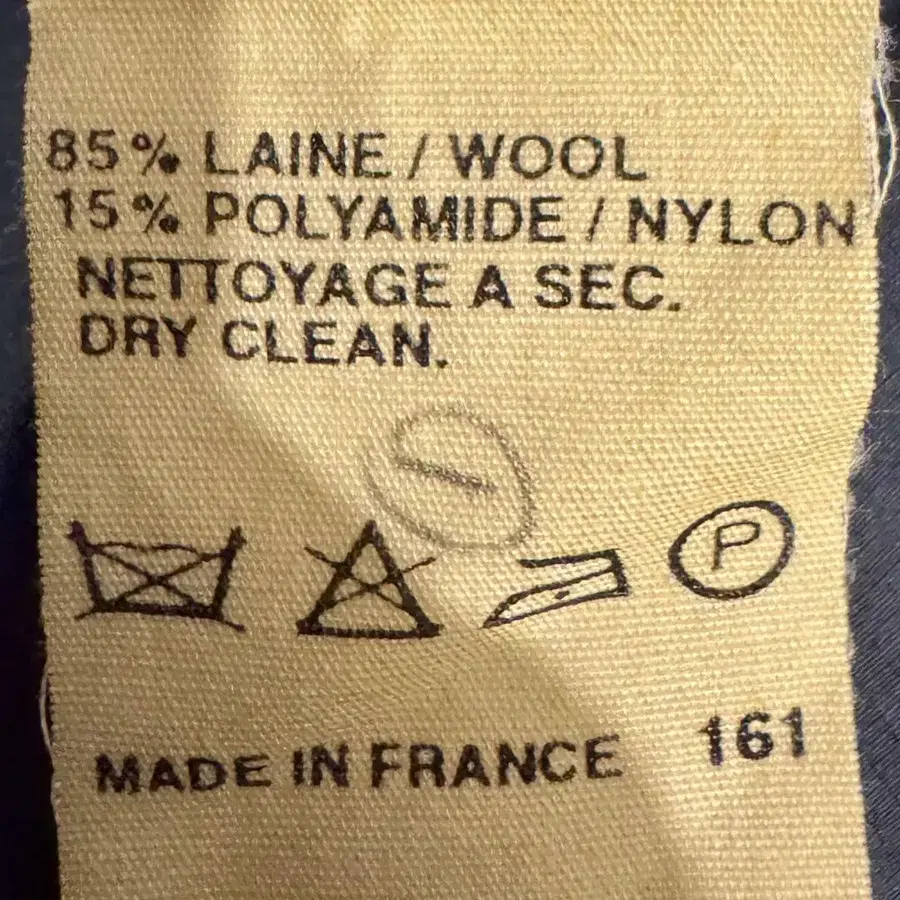 85% LAINE / WOOL
15% POLYAMIDE / NYLON
NETTOYAGE A SEC.
DRY CLEAN.
P
MADE IN FRANCE 161